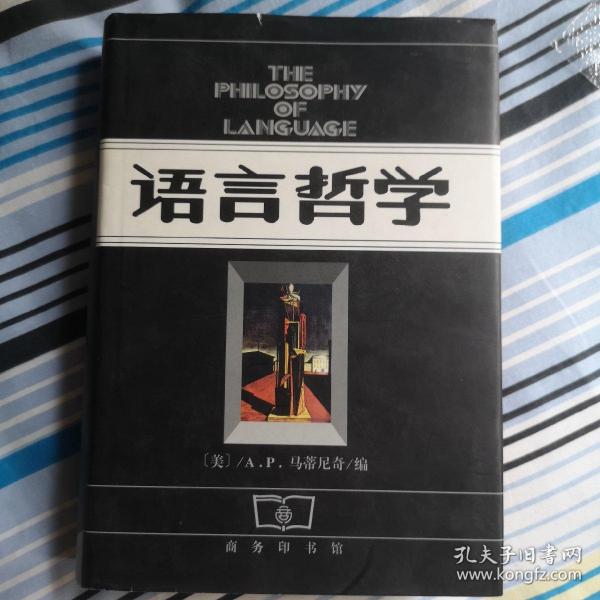 THE
PHILOSOPHY
OF
LANGUAGE
语言哲学
〔美〕/A.P.马蒂尼奇/编
商务印书馆
孔夫子旧书网
www.kongfz.com